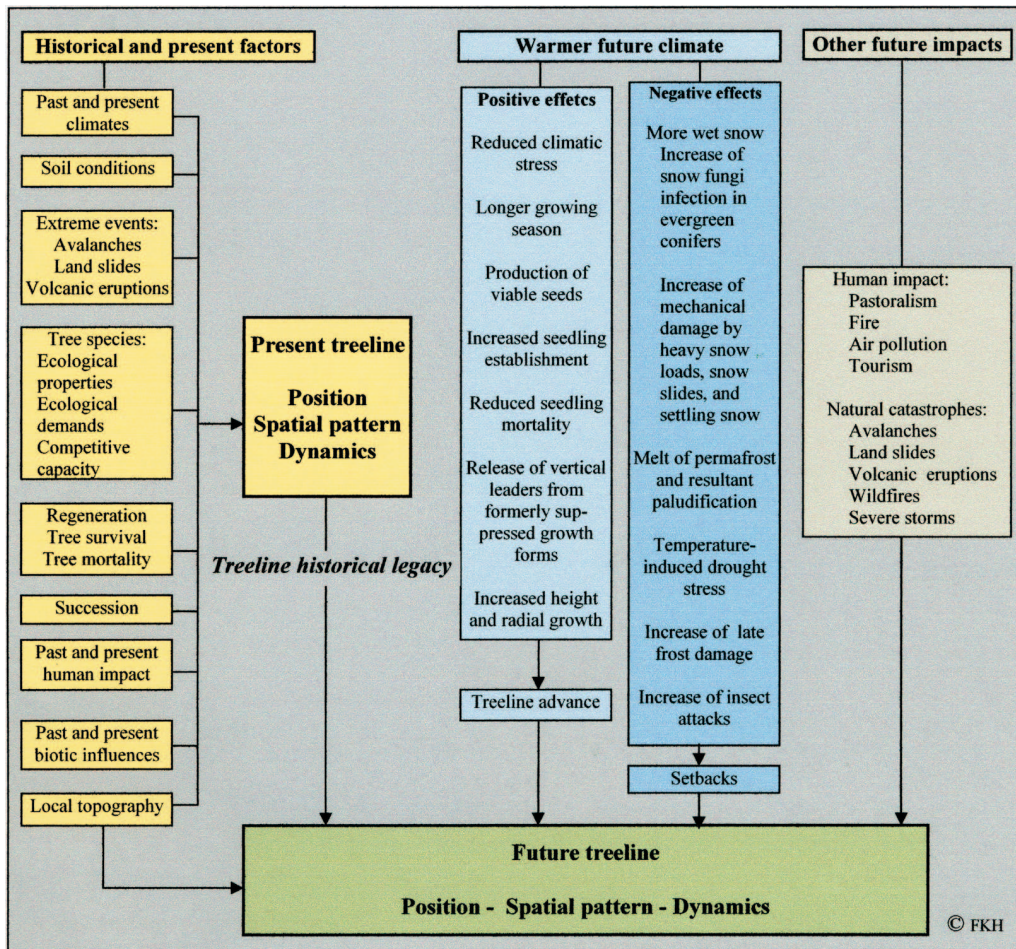 Historical and present factors
Past and present
climates
Soil conditions
Extreme events:
Avalanches
Land slides
Volcanic eruptions
Tree species:
Ecological
properties
Ecological
demands
Competitive
capacity
Regeneration
Tree survival
Tree mortality
Succession
Past and present
human impact
Past and present
biotic influences
Local topography
Present treeline
Position
Spatial pattern
Dynamics
Treeline historical legacy
Warmer future climate
Positive effetcs
Reduced climatic
stress
Longer growing
season
Production of
viable seeds
Increased seedling
establishment
Reduced seedling
mortality
Release of vertical
leaders from
formerly sup-
pressed growth
forms
Increased height
and radial growth
Treeline advance
Negative effects
More wet snow
Increase of
snow fungi
infection in
evergreen
conifers
Increase of
mechanical
damage by
heavy snow
loads, snow
slides, and
settling snow
Melt of permafrost
and resultant
paludification
Temperature-
induced drought
stress
Increase of late
frost damage
Increase of insect
attacks
Setbacks
Other future impacts
Human impact:
Pastoralism
Fire
Air pollution
Tourism
Natural catastrophes:
Avalanches
Land slides
Volcanic eruptions
Wildfires
Severe storms
Future treeline
Position - Spatial pattern - Dynamics
© FKH